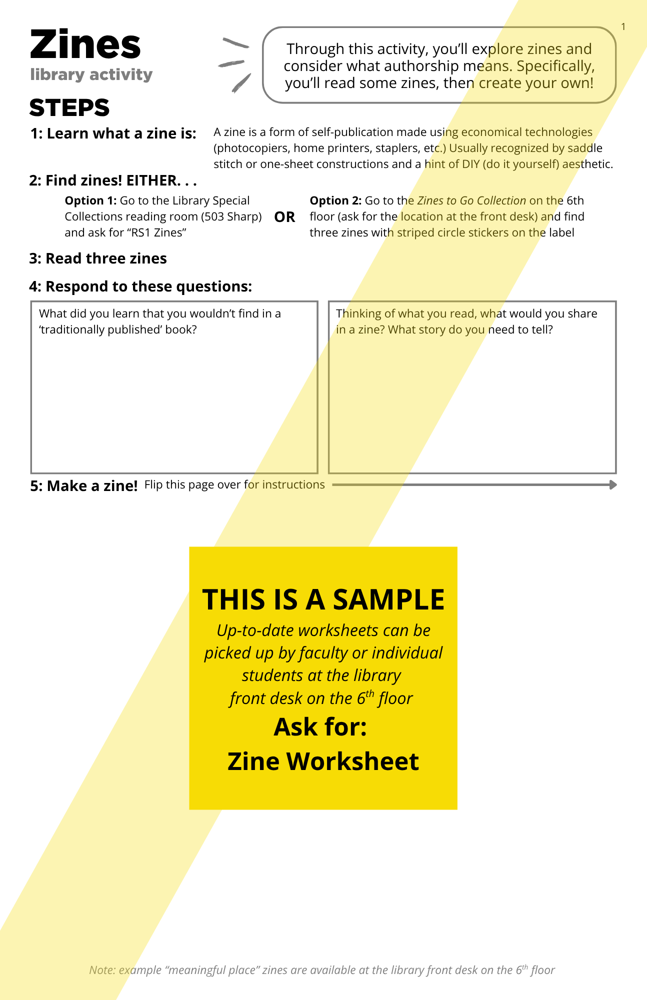 1
Zines
library activity
Through this activity, you’ll explore zines and
consider what authorship means. Specifically,
you’ll read some zines, then create your own!
STEPS
1: Learn what a zine is:
A zine is a form of self-publication made using economical technologies
(photocopiers, home printers, staplers, etc.) Usually recognized by saddle
stitch or one-sheet constructions and a hint of DIY (do it yourself) aesthetic.
2: Find zines! EITHER. . .
Option 1: Go to the Library Special
Collections reading room (503 Sharp)
and ask for “RS1 Zines”
OR
Option 2: Go to the Zines to Go Collection on the 6th
floor (ask for the location at the front desk) and find
three zines with striped circle stickers on the label
3: Read three zines
4: Respond to these questions:
What did you learn that you wouldn’t find in a
‘traditionally published’ book?
Thinking of what you read, what would you share
in a zine? What story do you need to tell?
5: Make a zine! Flip this page over for instructions
THIS IS A SAMPLE
Up-to-date worksheets can be
picked up by faculty or individual
students at the library
front desk on the 6th floor
Ask for:
Zine Worksheet
Note: example “meaningful place” zines are available at the library front desk on the 6th floor